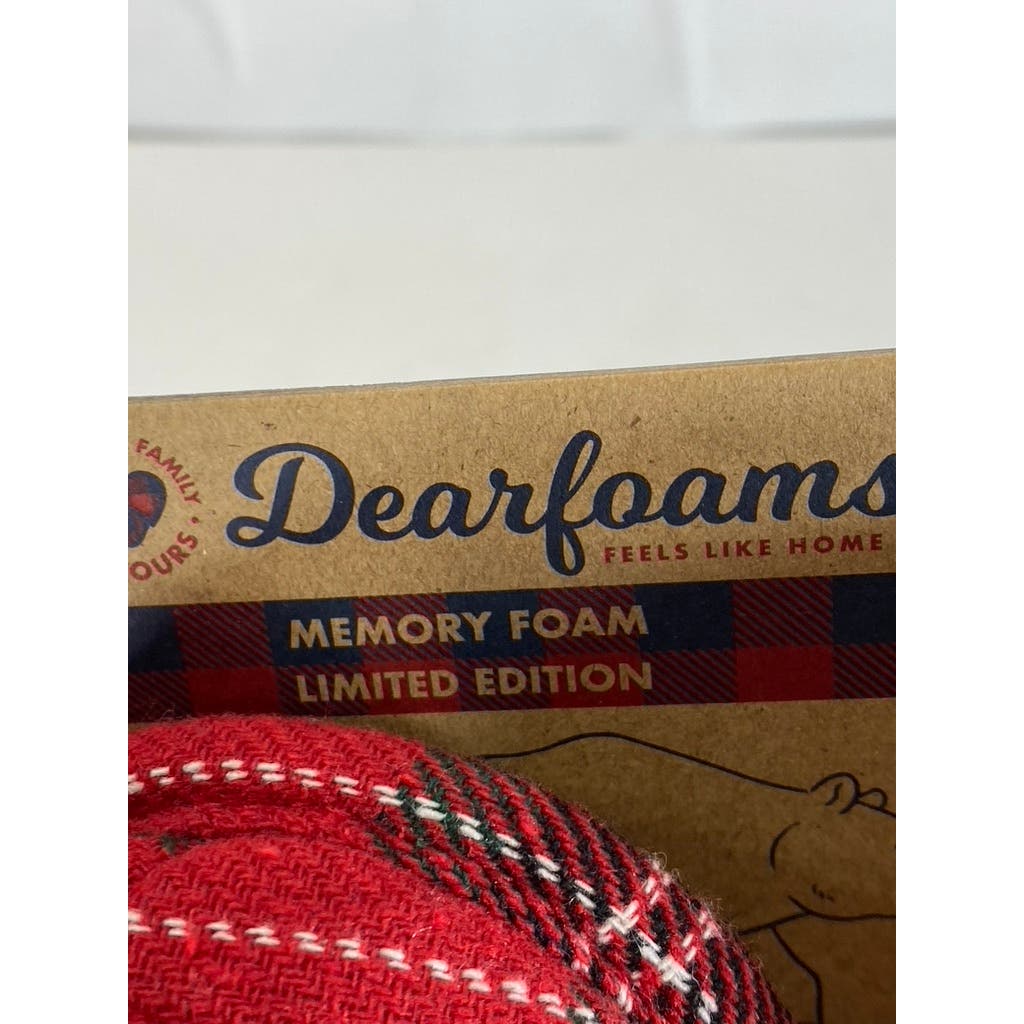 FAMILY
OURS •
Dearfoams
FEELS LIKE HOME
MEMORY FOAM
LIMITED EDITION